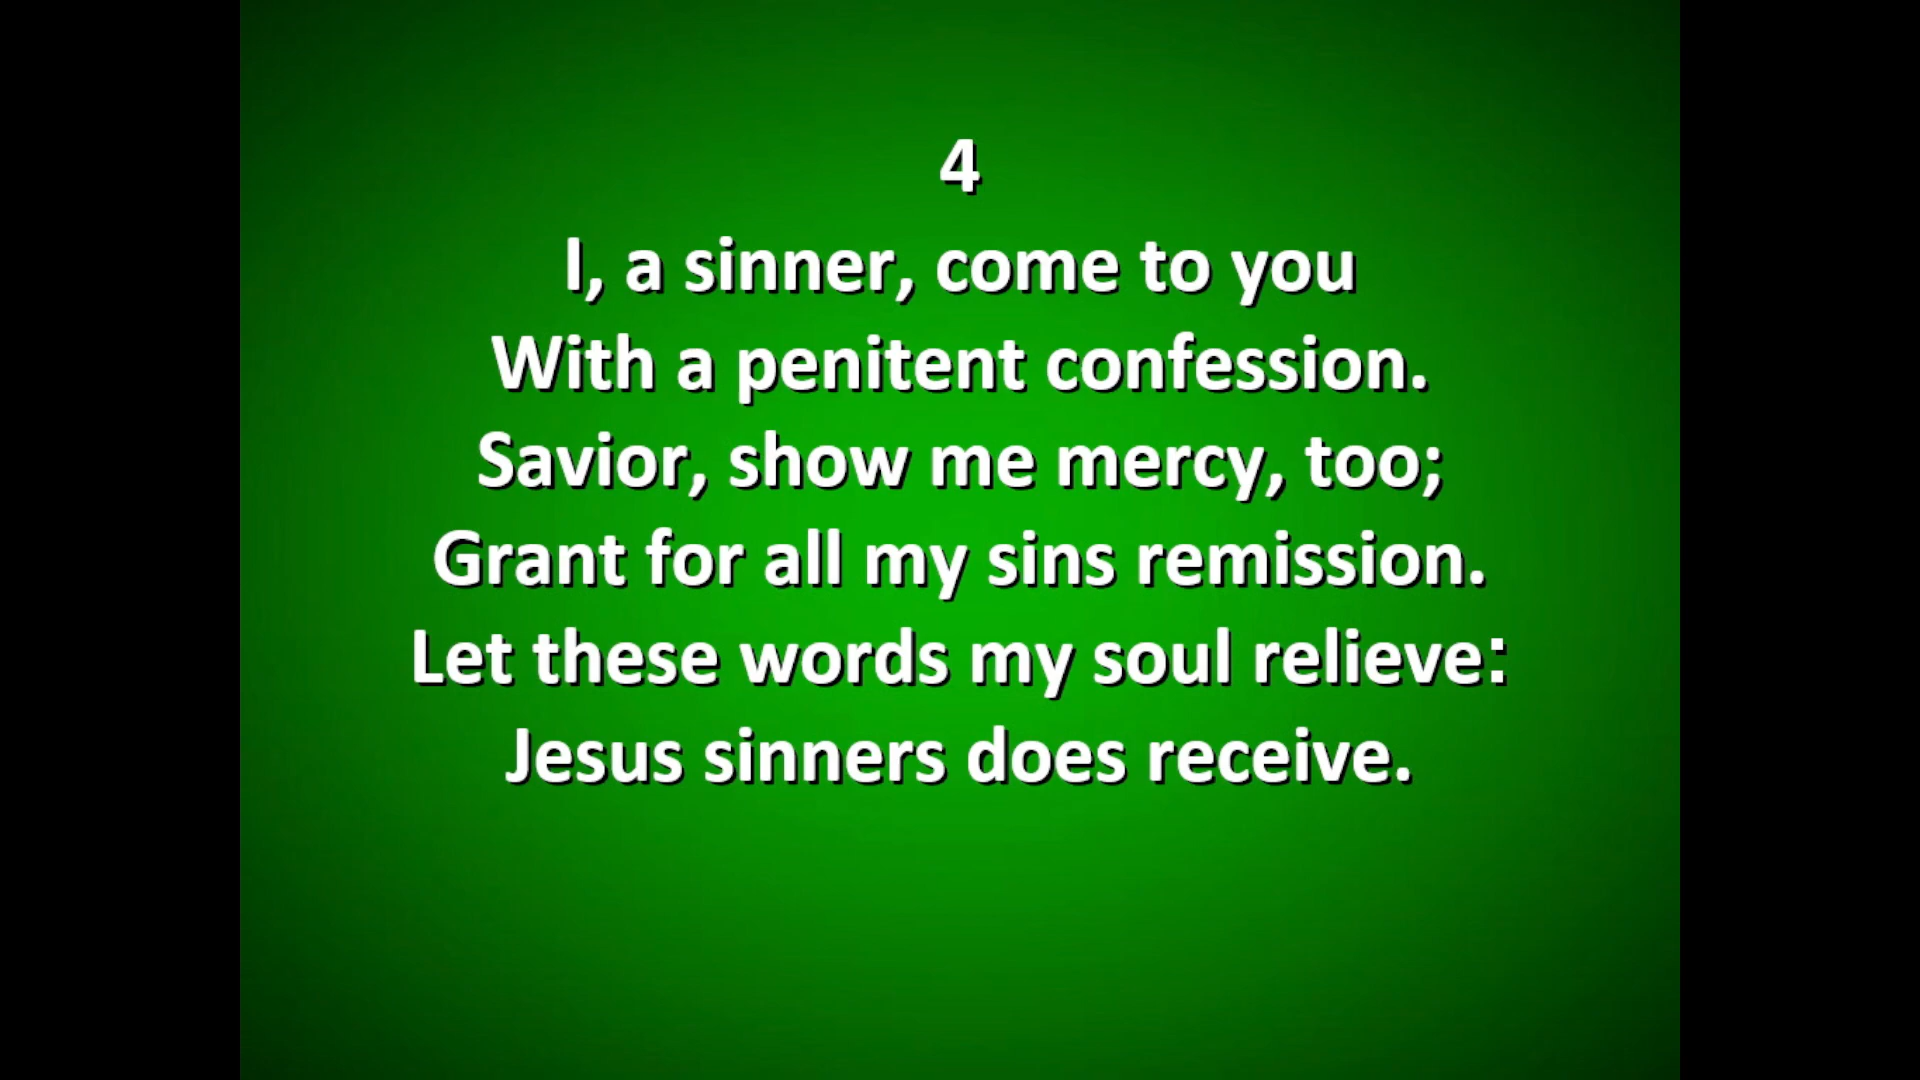 4
I, a sinner, come to you
With a penitent confession.
Savior, show me mercy, too;
Grant for all my sins remission.
Let these words my soul relieve:
Jesus sinners does receive.